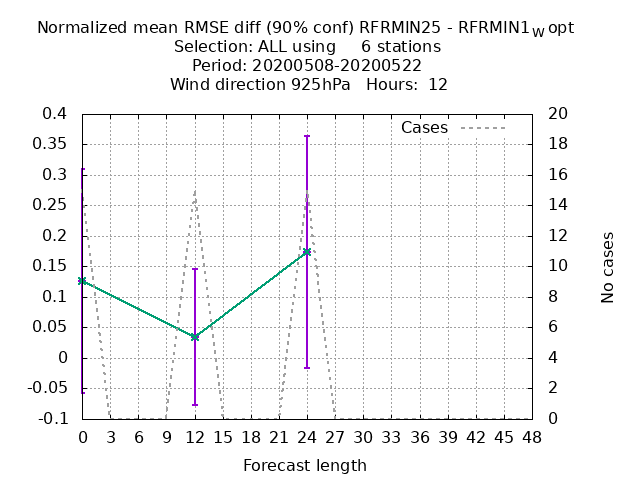 Normalized mean RMSE diff (90% conf) RFRMIN25 - RFRMIN1w opt
Selection: ALL using 6 stations
Period: 20200508-20200522
Wind direction 925hPa Hours: 12
Cases
0.4
0.35
0.3
0.25
0.2
0.15
0.1
0.05
0
-0.05
-0.1
20
18
16
14
12
10
8
6
4
2
0
No cases
0 3 6 9 12 15 18 21 24 27 30 33 36 39 42 45 48
Forecast length